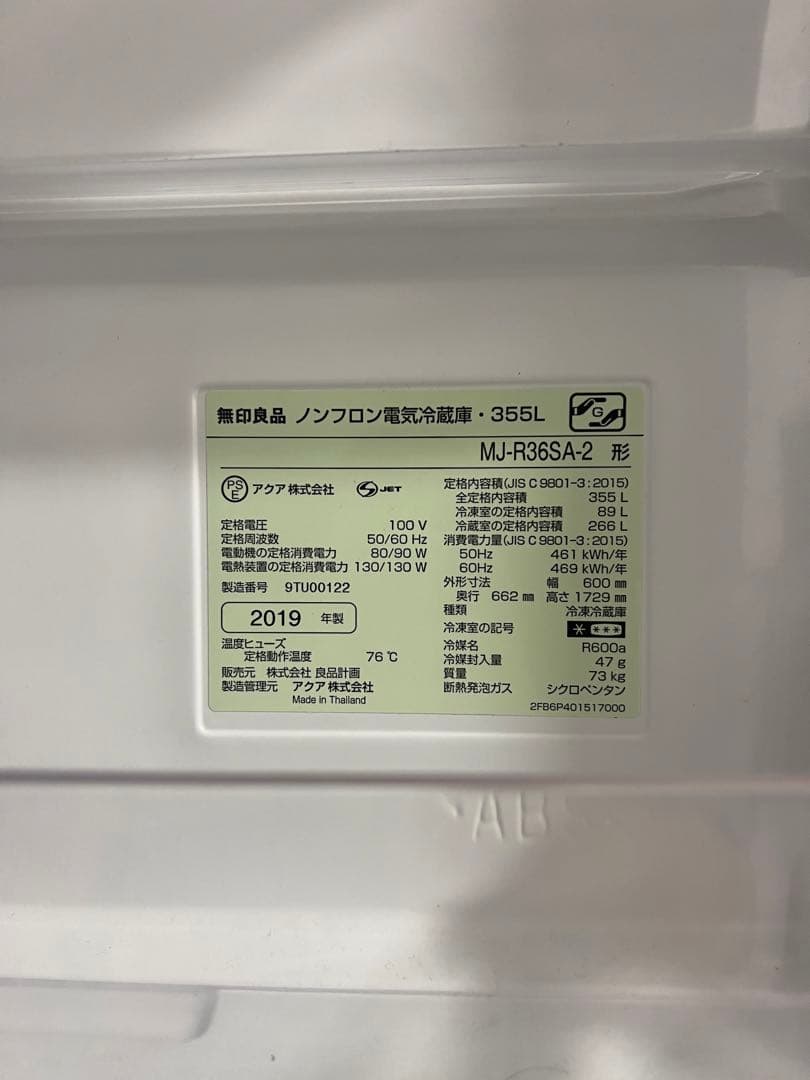 無印良品 ノンフロン電気冷蔵庫・355L
G
MJ-R36SA-2 形
PS
E
アクア株式会社
JET
定格電圧 100 V
定格周波数 50/60 Hz
電動機の定格消費電力 80/90 W
電熱装置の定格消費電力 130/130 W
製造番号 9TU00122
2019 年製
温度ヒューズ
定格動作温度 76 ℃
販売元 株式会社 良品計画
製造管理元 アクア株式会社
Made in Thailand
定格内容積(JIS C 9801-3:2015)
全定格内容積 355 L
冷凍室の定格内容積 89 L
冷蔵室の定格内容積 266 L
消費電力量(JIS C 9801-3:2015)
50Hz 461 kWh/年
60Hz 469 kWh/年
外形寸法 幅 600 ㎜
奥行 662 ㎜ 高さ 1729 ㎜
種類 冷凍冷蔵庫
冷凍室の記号 * ***
冷媒名 R600a
冷媒封入量 47 g
質量 73 kg
断熱発泡ガス シクロペンタン
2FB6P401517000